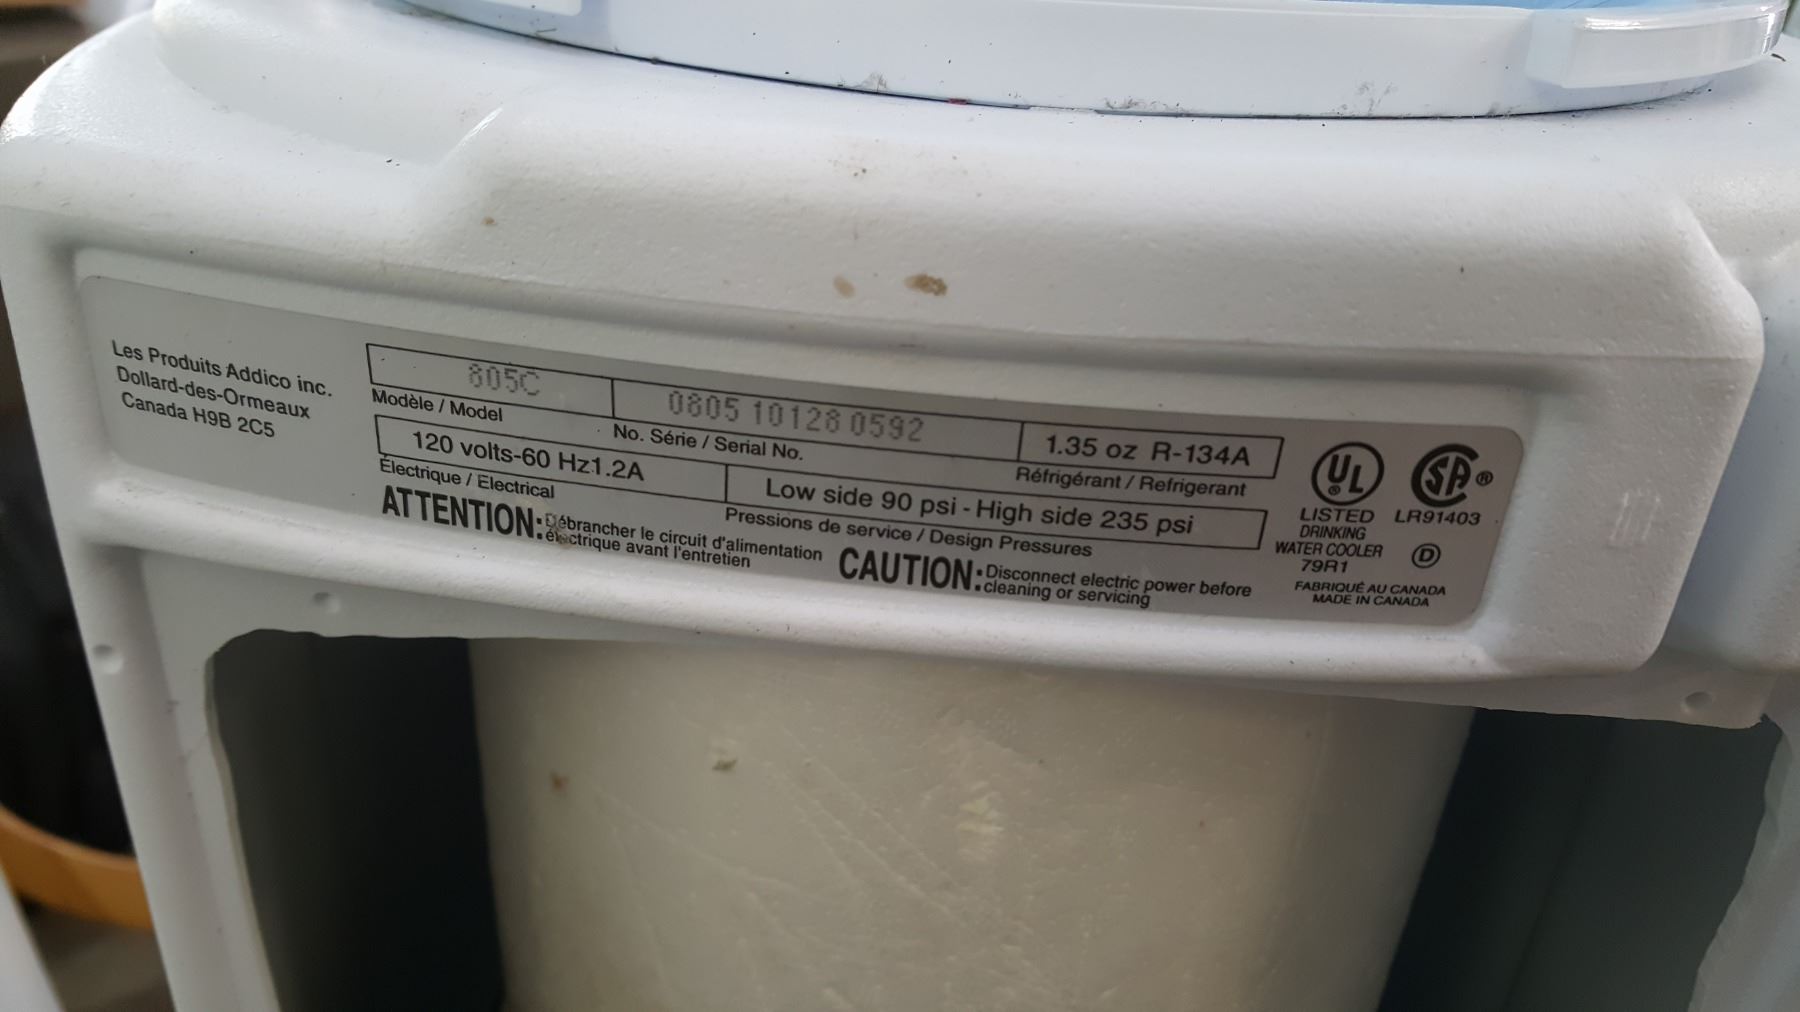 Les Produits Addico inc.
Dollard-des-Ormeaux
Canada H9B 2C5
805C
Modèle / Model
0805 10128 0592
No. Série / Serial No.
1.35 oz R-134A
Réfrigérant / Refrigerant
120 volts-60 Hz1.2A
Électrique / Electrical
Low side 90 psi - High side 235 psi
Pressions de service / Design Pressures
ATTENTION: Débrancher le circuit d'alimentation
électrique avant l'entretien
CAUTION: Disconnect electric power before
cleaning or servicing
UL
®
LISTED
DRINKING
WATER COOLER
79R1
SA ®
LR91403
D
FABRIQUÉ AU CANADA
MADE IN CANADA